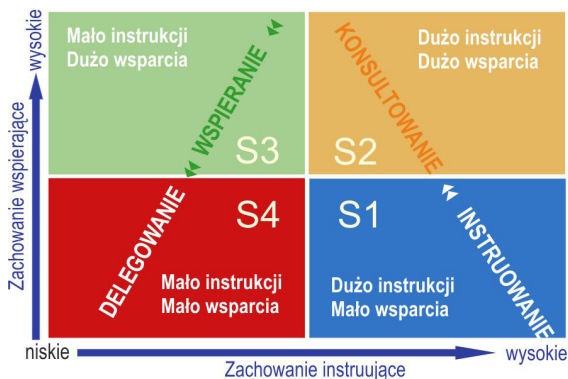 wysokie
Zachowanie wspierające
Mało instrukcji
Dużo wsparcia
WSPIERANIE
S3
KONSULTOWANIE
Dużo instrukcji
Dużo wsparcia
S2
DELEGOWANIE
S4
Mało instrukcji
Mało wsparcia
S1
INSTRUOWANIE
Dużo instrukcji
Mało wsparcia
niskie
wysokie
Zachowanie instruujące